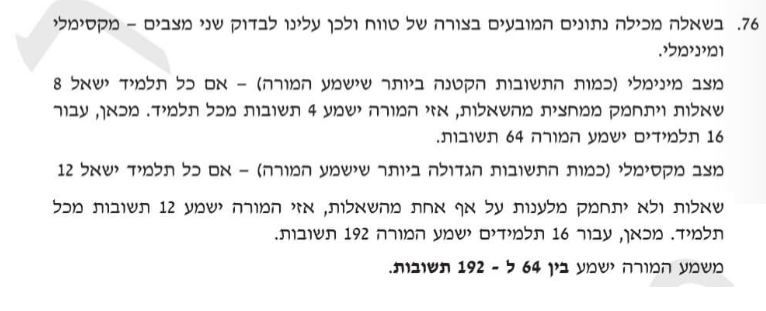 76. בשאלה מכילה נתונים המובעים בצורה של טווח ולכן עלינו לבדוק שני מצבים – מקסימלי
ומינימלי.
מצב מינימלי (כמות התשובות הקטנה ביותר שישמע המורה) – אם כל תלמיד ישאל 8
שאלות ויתחמק ממחצית מהשאלות, אזי המורה ישמע 4 תשובות מכל תלמיד. מכאן, עבור
16 תלמידים ישמע המורה 64 תשובות.
מצב מקסימלי (כמות התשובות הגדולה ביותר שישמע המורה) – אם כל תלמיד ישאל 12
שאלות ולא יתחמק מלענות על אף אחת מהשאלות, אזי המורה ישמע 12 תשובות מכל
תלמיד. מכאן, עבור 16 תלמידים ישמע המורה 192 תשובות.
משמע המורה ישמע בין 64 ל - 192 תשובות.